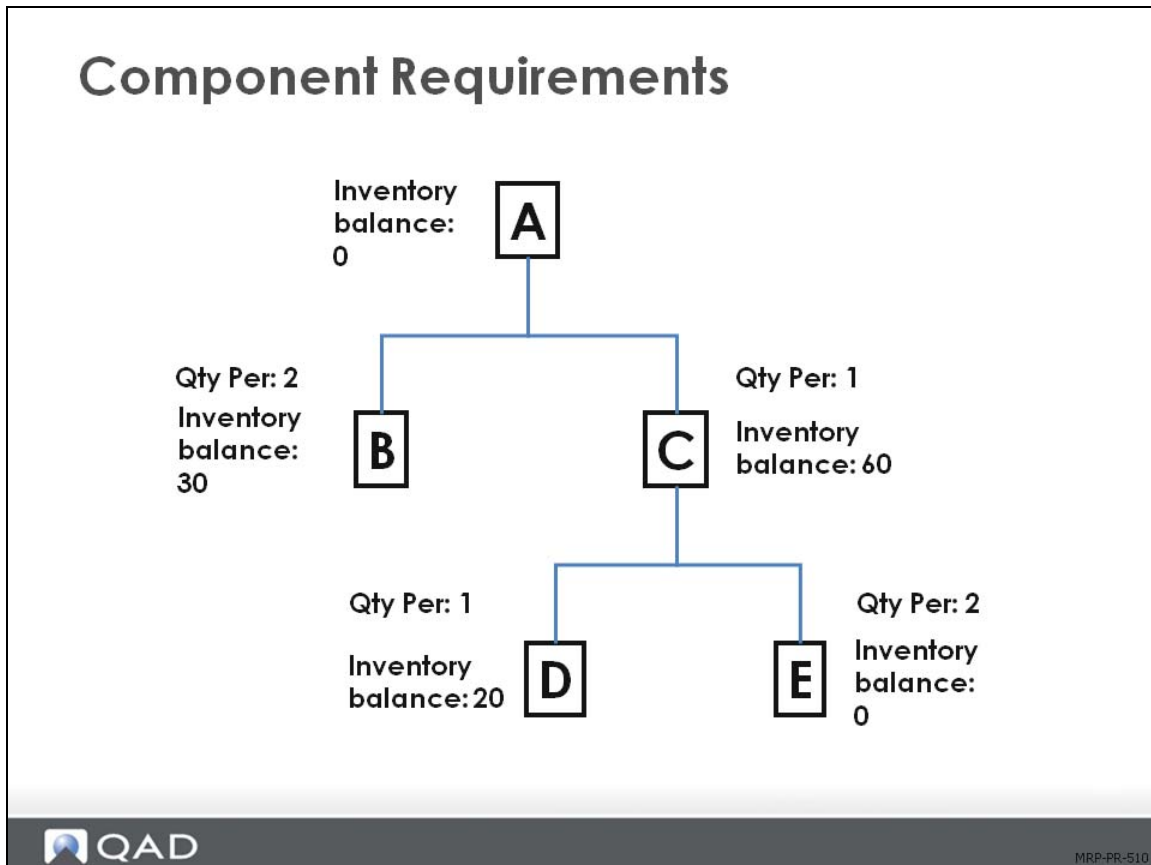 Component Requirements
Inventory
balance:
0
A
Qty Per: 2
Inventory
balance:
30
B
Qty Per: 1
C
Inventory
balance: 60
Qty Per: 1
Inventory
balance: 20
D
Qty Per: 2
E
Inventory
balance:
0
QAD
MRP-PR-510